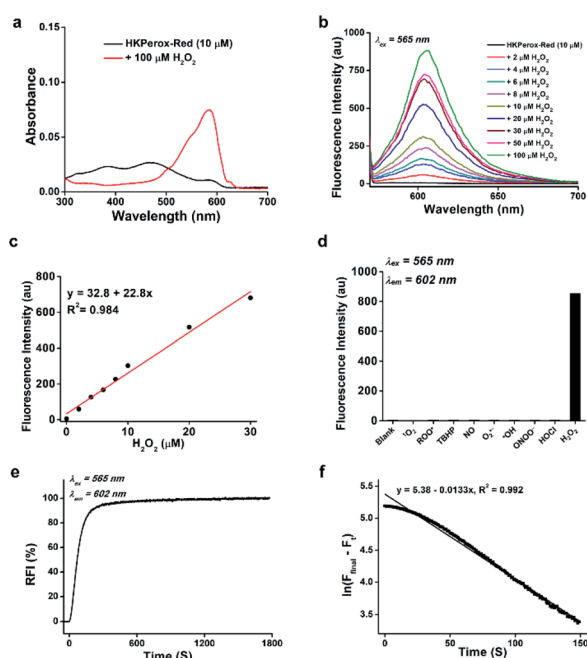 a
HKPerox-Red (10 μM)
+ 100 μM H₂O₂
0.15
0.10
0.05
0.00
Absorbance
300 400 500 600 700
Wavelength (nm)
b
λex = 565 nm
HKPerox-Red (10 μM)
+ 2 μM H₂O₂
+ 4 μM H₂O₂
+ 6 μM H₂O₂
+ 8 μM H₂O₂
+ 10 μM H₂O₂
+ 20 μM H₂O₂
+ 30 μM H₂O₂
+ 50 μM H₂O₂
+ 100 μM H₂O₂
1000
750
500
250
0
Fluorescence Intensity (au)
600 700
Wavelength (nm)
c
y = 32.8 + 22.8x
R²= 0.984
800
600
400
200
0
Fluorescence Intensity (au)
0 10 20 30
H₂O₂ (μM)
d
λex = 565 nm
λem = 602 nm
1000
800
600
400
200
0
Fluorescence Intensity (au)
Blank ¹O₂ ROO• TBHP NO O₂•⁻ •OH ONOO⁻ HOCl H₂O₂
e
λex = 565 nm
λem = 602 nm
120
100
80
60
40
20
0
RFI (%)
0 600 1200 1800
Time (S)
f
y = 5.38 - 0.0133x, R² = 0.992
5.5
5.0
4.5
4.0
3.5
3.0
ln(Ffinal - Ft)
0 50 100 150
Time (S)